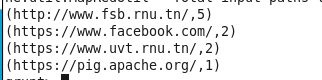 (http://www.fsb.rnu.tn/,5)
(https://www.facebook.com/,2)
(https://www.uvt.rnu.tn/,2)
(https://pig.apache.org/,1)